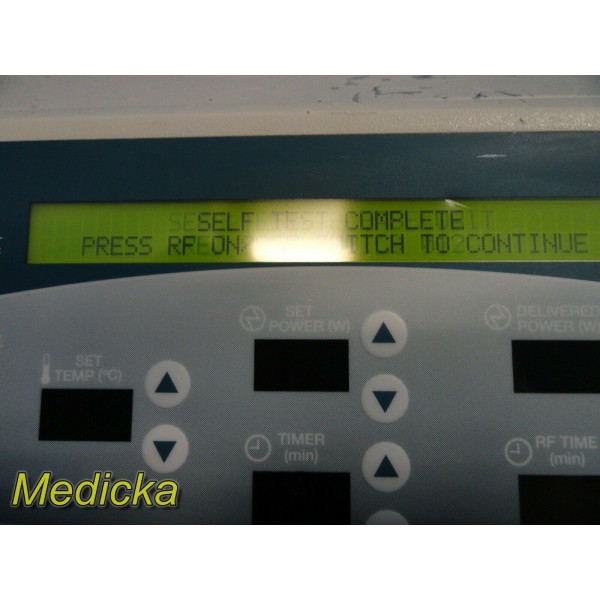 SELF TEST COMPLETE
PRESS RF ON TO CONTINUE
SET
POWER (W)
DELIVERED
POWER (W)
SET
TEMP (°C)
TIMER
(min)
RF TIME
(min)
Medicka